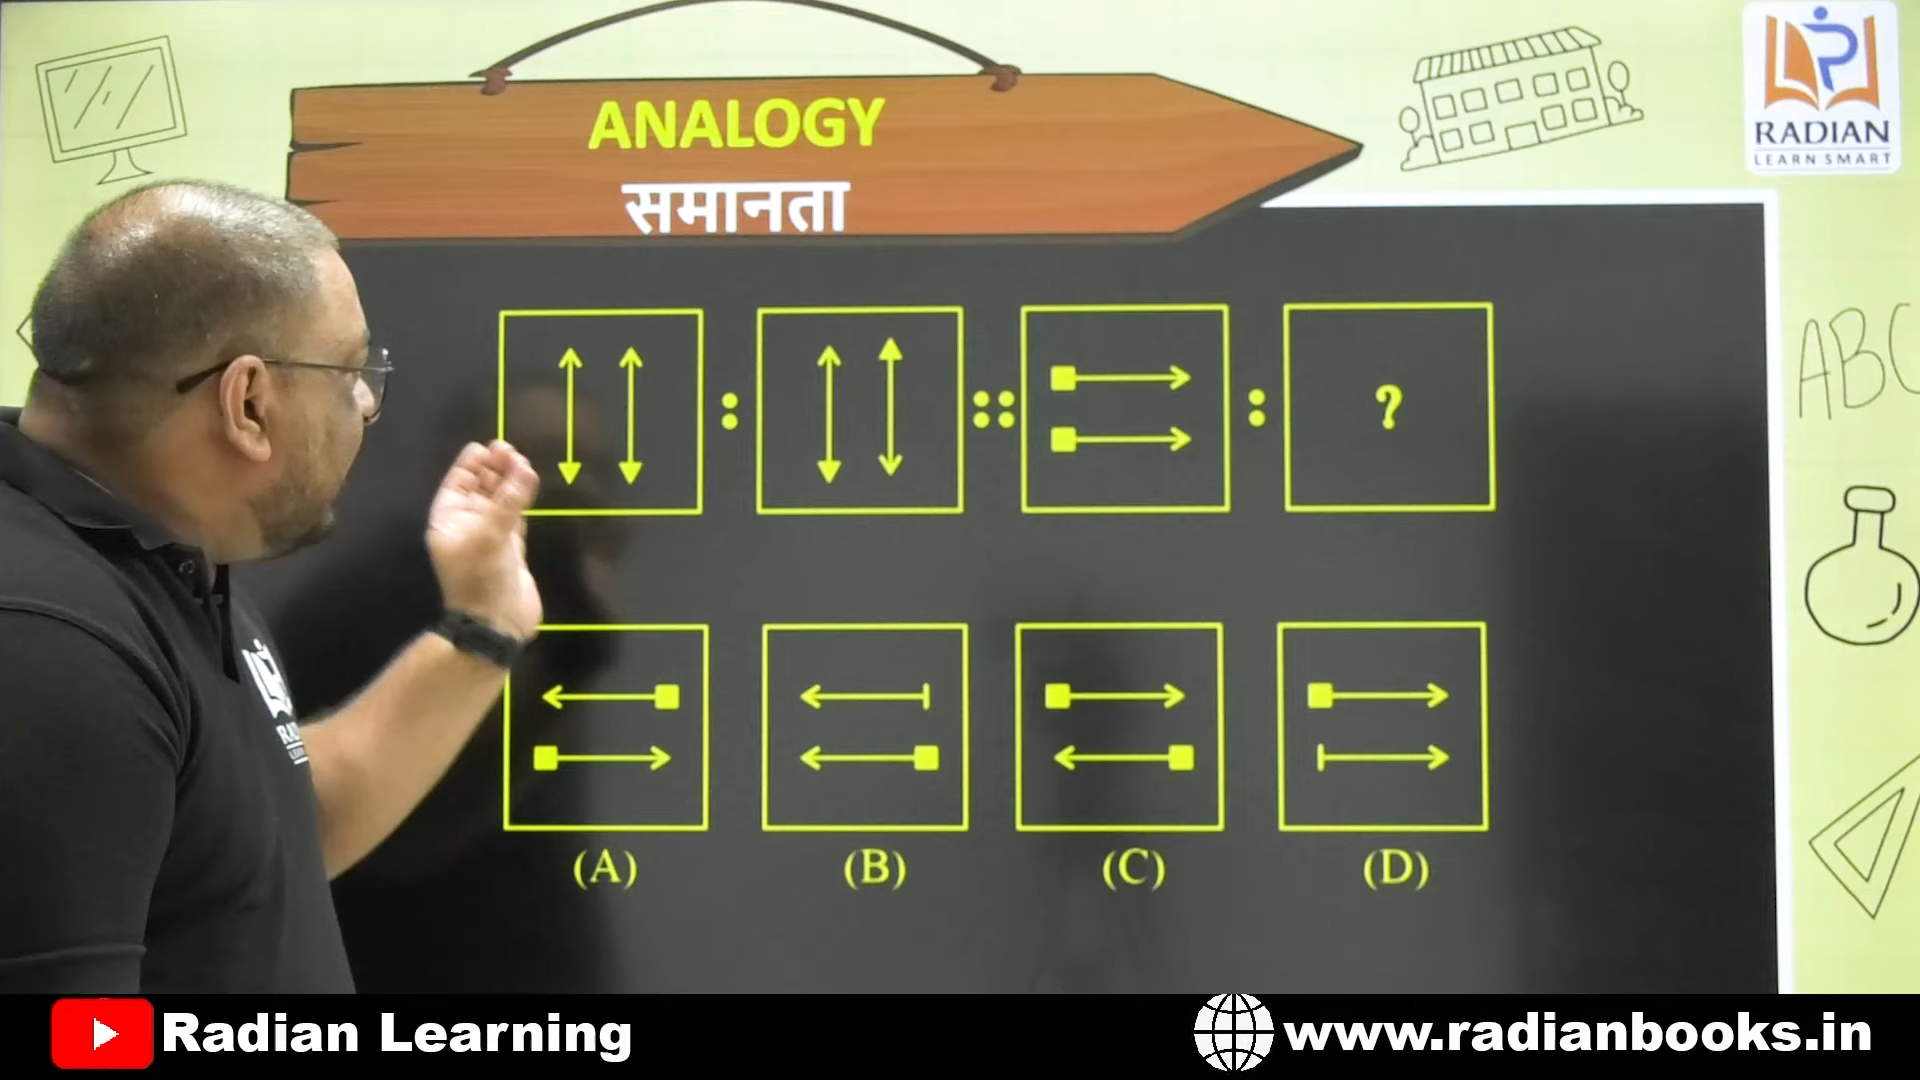 ANALOGY
समानता
RADIAN
LEARN SMART
ABC
?
(A) (B) (C) (D)
Radian Learning
www.radianbooks.in